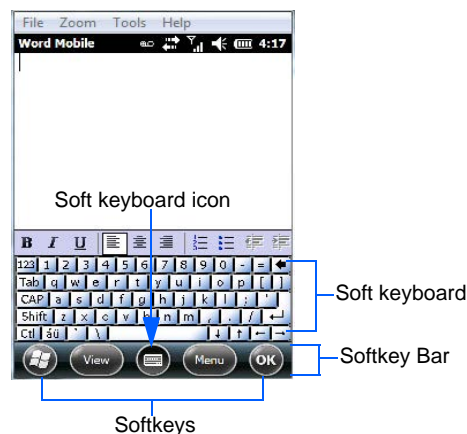 File Zoom Tools Help
Word Mobile 4:17
Soft keyboard icon
B I U
123 1 2 3 4 5 6 7 8 9 0 - =
Tab q w e r t y u i o p [ ]
CAP a s d f g h j k l ; '
Shift z x c v b n m , . /
Ctl áü ` \
Soft keyboard
View Menu OK
Softkey Bar
Softkeys